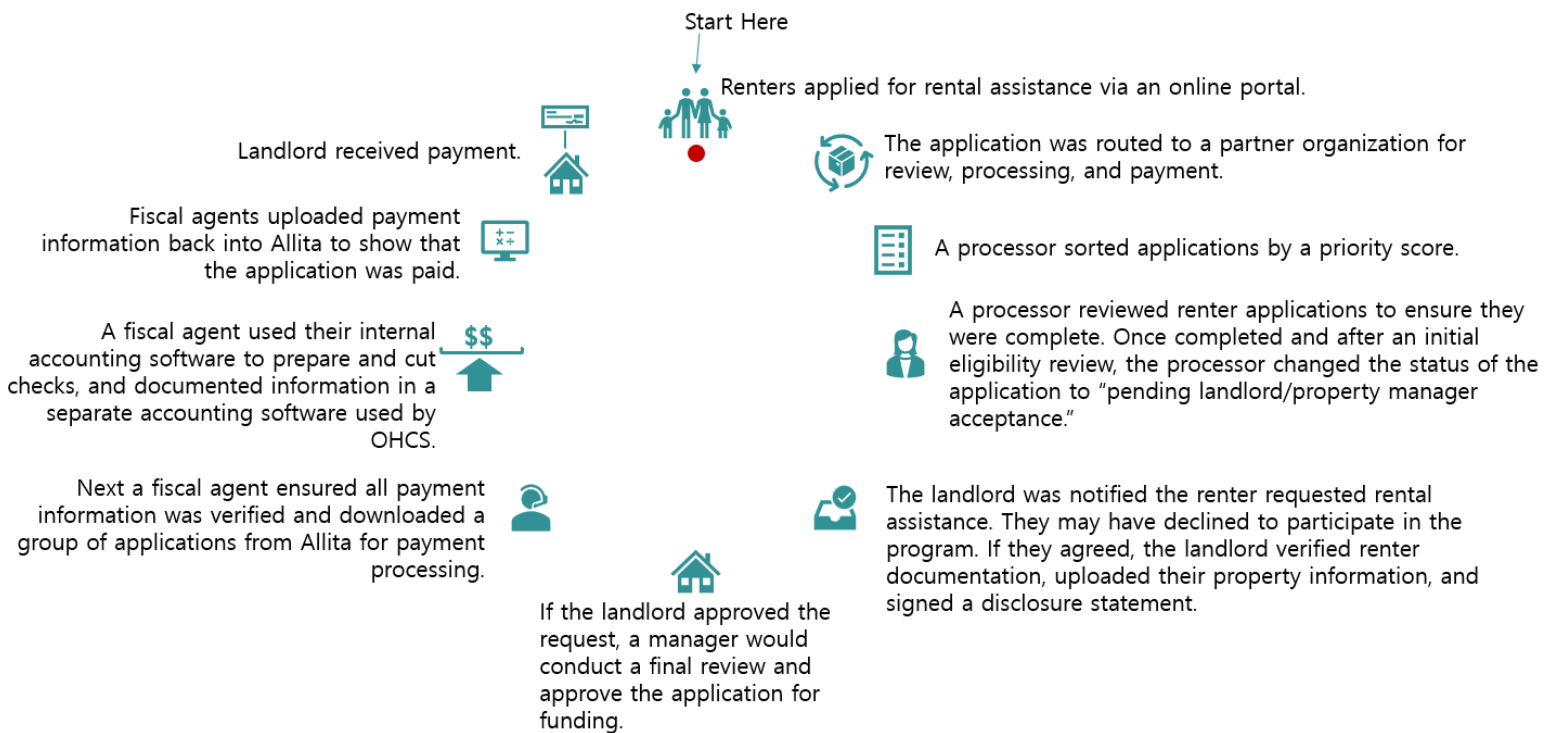 Start Here
Renters applied for rental assistance via an online portal.
The application was routed to a partner organization for
review, processing, and payment.
A processor sorted applications by a priority score.
A processor reviewed renter applications to ensure they
were complete. Once completed and after an initial
eligibility review, the processor changed the status of the
application to “pending landlord/property manager
acceptance.”
The landlord was notified the renter requested rental
assistance. They may have declined to participate in the
program. If they agreed, the landlord verified renter
documentation, uploaded their property information, and
signed a disclosure statement.
If the landlord approved the
request, a manager would
conduct a final review and
approve the application for
funding.
Next a fiscal agent ensured all payment
information was verified and downloaded a
group of applications from Allita for payment
processing.
A fiscal agent used their internal
accounting software to prepare and cut
checks, and documented information in a
separate accounting software used by
OHCS.
$$
Fiscal agents uploaded payment
information back into Allita to show that
the application was paid.
Landlord received payment.